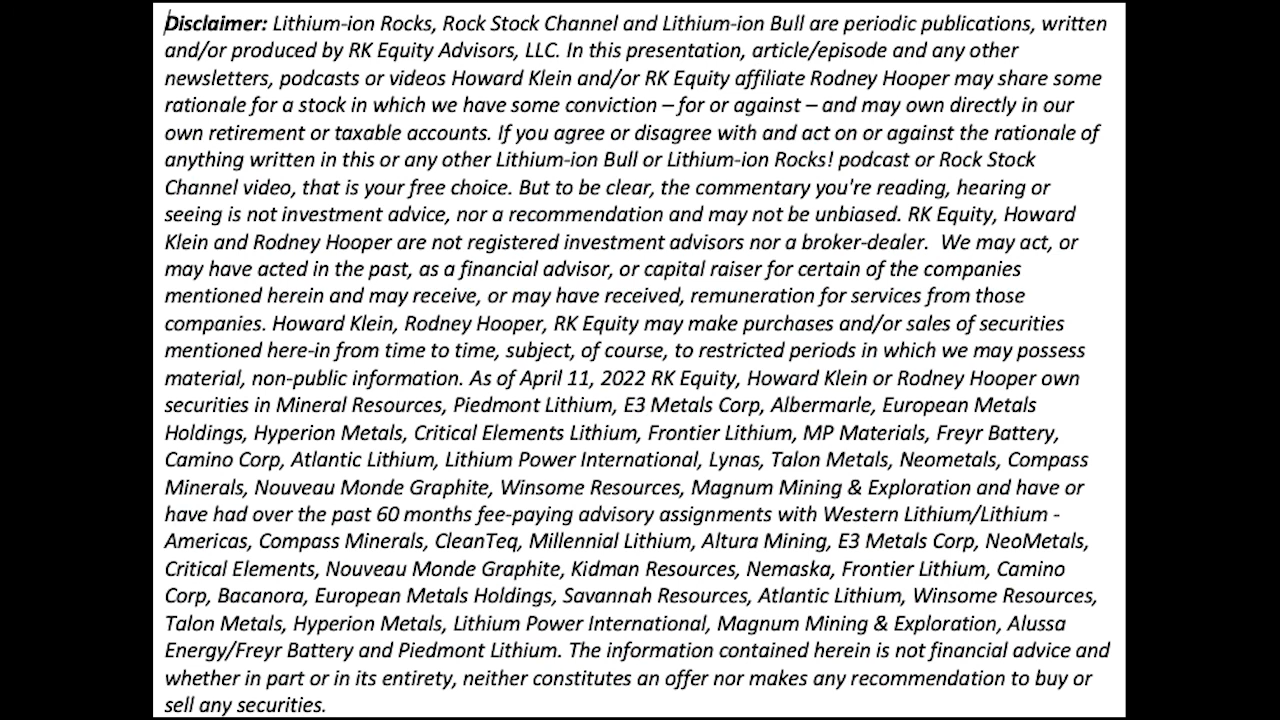 Disclaimer: Lithium-ion Rocks, Rock Stock Channel and Lithium-ion Bull are periodic publications, written
and/or produced by RK Equity Advisors, LLC. In this presentation, article/episode and any other
newsletters, podcasts or videos Howard Klein and/or RK Equity affiliate Rodney Hooper may share some
rationale for a stock in which we have some conviction – for or against – and may own directly in our
own retirement or taxable accounts. If you agree or disagree with and act on or against the rationale of
anything written in this or any other Lithium-ion Bull or Lithium-ion Rocks! podcast or Rock Stock
Channel video, that is your free choice. But to be clear, the commentary you're reading, hearing or
seeing is not investment advice, nor a recommendation and may not be unbiased. RK Equity, Howard
Klein and Rodney Hooper are not registered investment advisors nor a broker-dealer.  We may act, or
may have acted in the past, as a financial advisor, or capital raiser for certain of the companies
mentioned herein and may receive, or may have received, remuneration for services from those
companies. Howard Klein, Rodney Hooper, RK Equity may make purchases and/or sales of securities
mentioned here-in from time to time, subject, of course, to restricted periods in which we may possess
material, non-public information. As of April 11, 2022 RK Equity, Howard Klein or Rodney Hooper own
securities in Mineral Resources, Piedmont Lithium, E3 Metals Corp, Albermarle, European Metals
Holdings, Hyperion Metals, Critical Elements Lithium, Frontier Lithium, MP Materials, Freyr Battery,
Camino Corp, Atlantic Lithium, Lithium Power International, Lynas, Talon Metals, Neometals, Compass
Minerals, Nouveau Monde Graphite, Winsome Resources, Magnum Mining & Exploration and have or
have had over the past 60 months fee-paying advisory assignments with Western Lithium/Lithium -
Americas, Compass Minerals, CleanTeq, Millennial Lithium, Altura Mining, E3 Metals Corp, NeoMetals,
Critical Elements, Nouveau Monde Graphite, Kidman Resources, Nemaska, Frontier Lithium, Camino
Corp, Bacanora, European Metals Holdings, Savannah Resources, Atlantic Lithium, Winsome Resources,
Talon Metals, Hyperion Metals, Lithium Power International, Magnum Mining & Exploration, Alussa
Energy/Freyr Battery and Piedmont Lithium. The information contained herein is not financial advice and
whether in part or in its entirety, neither constitutes an offer nor makes any recommendation to buy or
sell any securities.